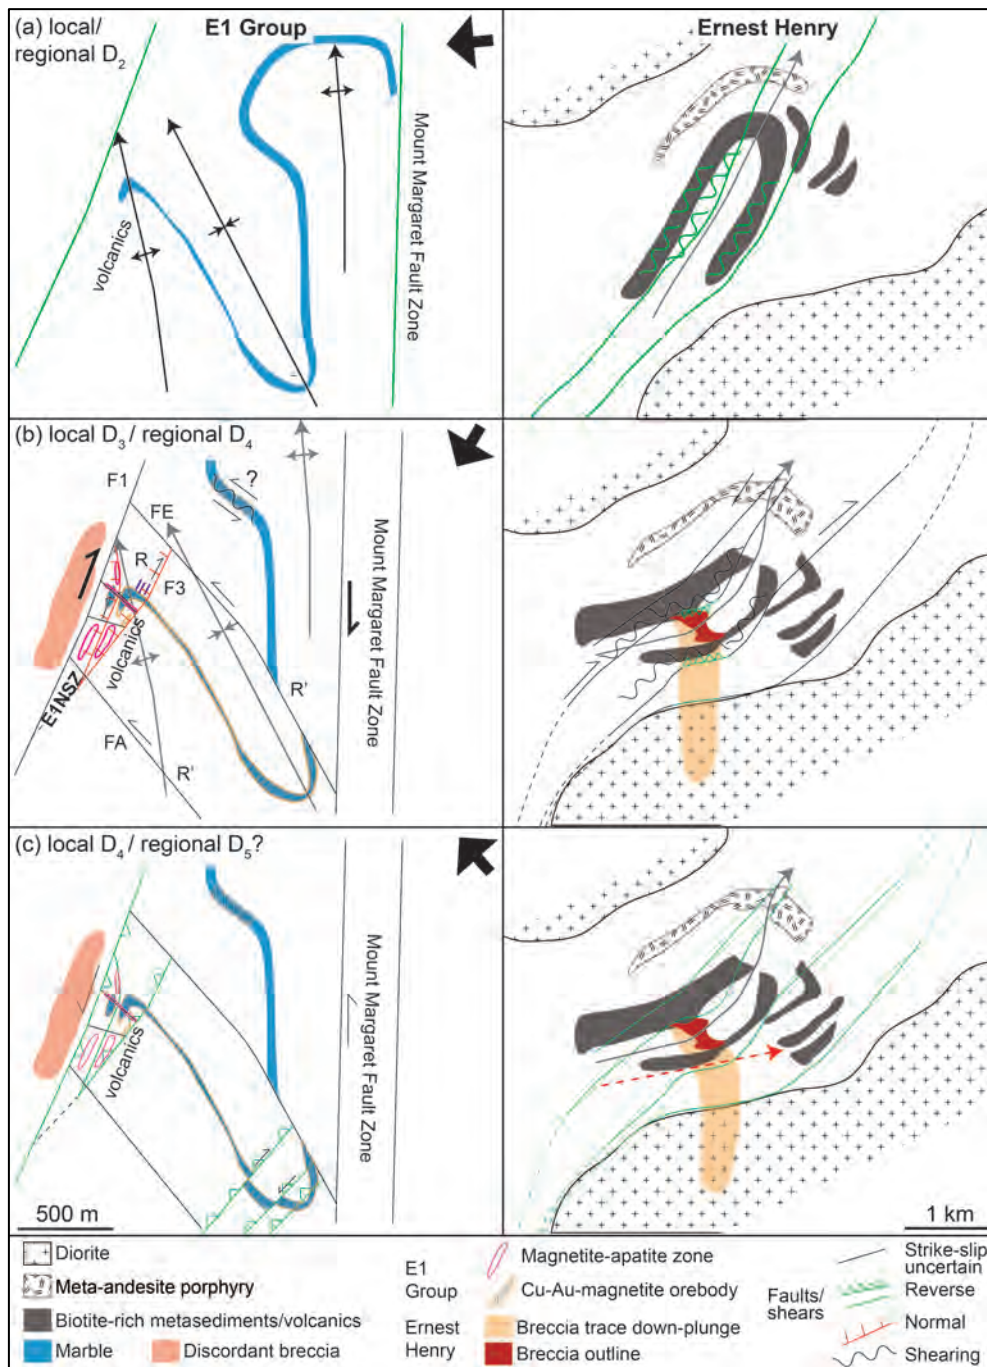 E1 Group
Ernest Henry
(a) local/
regional D2
volcanics
Mount Margaret Fault Zone
(b) local D3 / regional D4
F1
FE
R
F3
?
volcanics
E1NSZ
FA
R'
R'
Mount Margaret Fault Zone
(c) local D4 / regional D5?
volcanics
Mount Margaret Fault Zone
500 m
1 km
Diorite
Meta-andesite porphyry
Biotite-rich metasediments/volcanics
Marble
Discordant breccia
E1
Group
Magnetite-apatite zone
Cu-Au-magnetite orebody
Ernest
Henry
Breccia trace down-plunge
Breccia outline
Faults/
shears
Strike-slip
uncertain
Reverse
Normal
Shearing